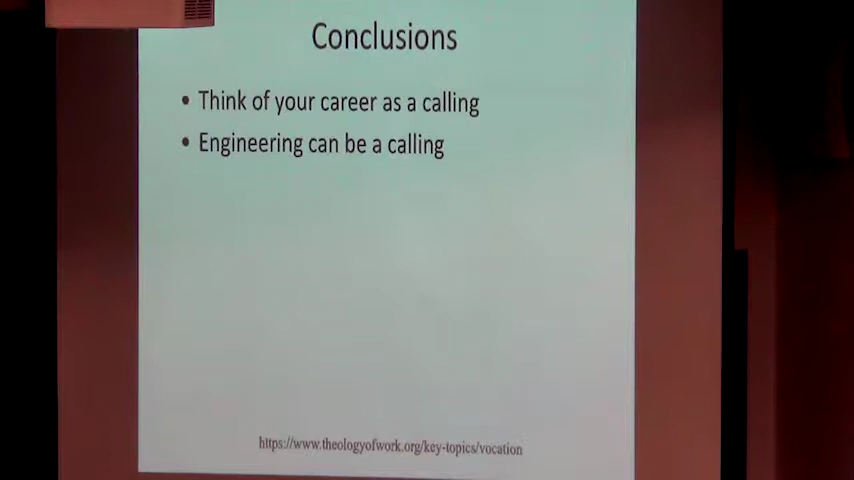 Conclusions
• Think of your career as a calling
• Engineering can be a calling
https://www.theologyofwork.org/key-topics/vocation